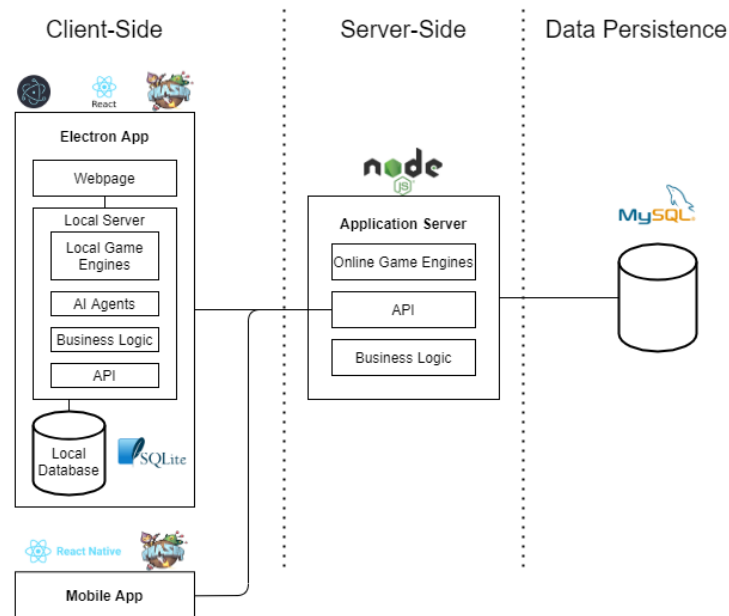 Client-Side
Server-Side
Data Persistence
React
Electron App
Webpage
Local Server
Local Game
Engines
AI Agents
Business Logic
API
Local
Database
SQLite
React Native
Mobile App
node
JS
Application Server
Online Game Engines
API
Business Logic
MySQL